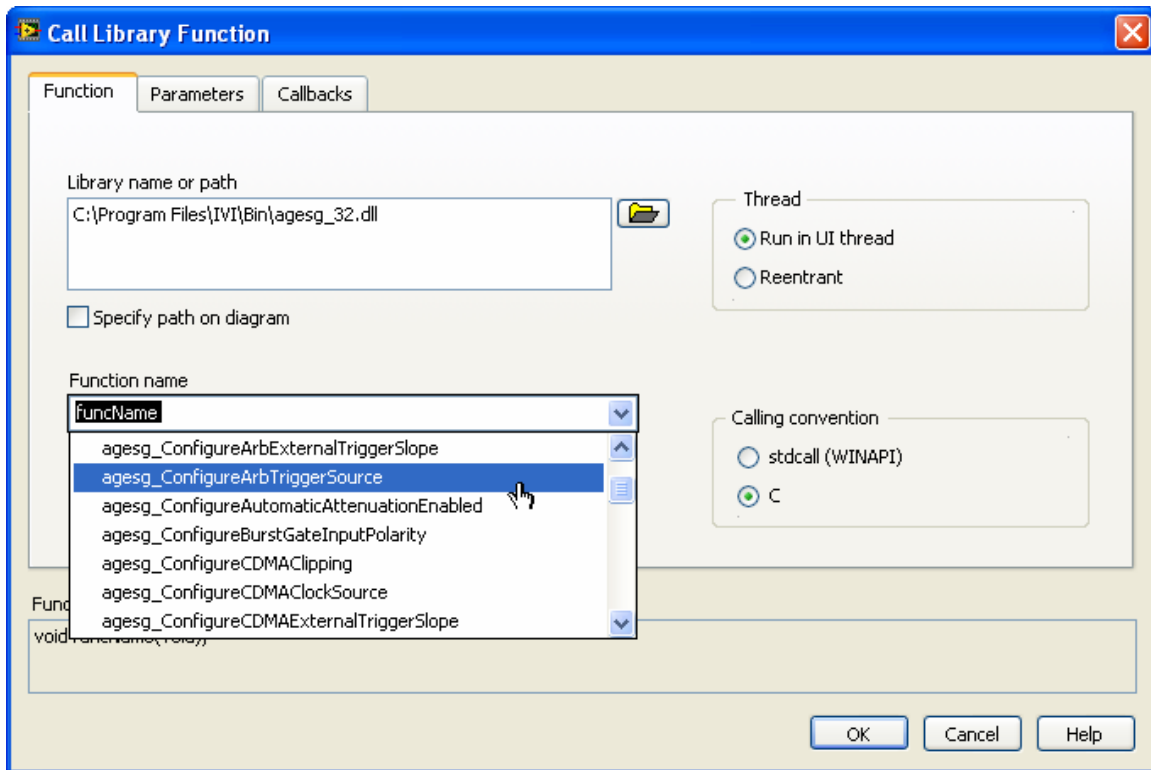 Call Library Function
Function
Parameters
Callbacks
Library name or path
C:\Program Files\IVI\Bin\agesg_32.dll
Specify path on diagram
Thread
Run in UI thread
Reentrant
Function name
funcName
agesg_ConfigureArbExternalTriggerSlope
agesg_ConfigureArbTriggerSource
agesg_ConfigureAutomaticAttenuationEnabled
agesg_ConfigureBurstGateInputPolarity
agesg_ConfigureCDMAClipping
agesg_ConfigureCDMAClockSource
agesg_ConfigureCDMAExternalTriggerSlope
Calling convention
stdcall (WINAPI)
C
Func
void
OK
Cancel
Help